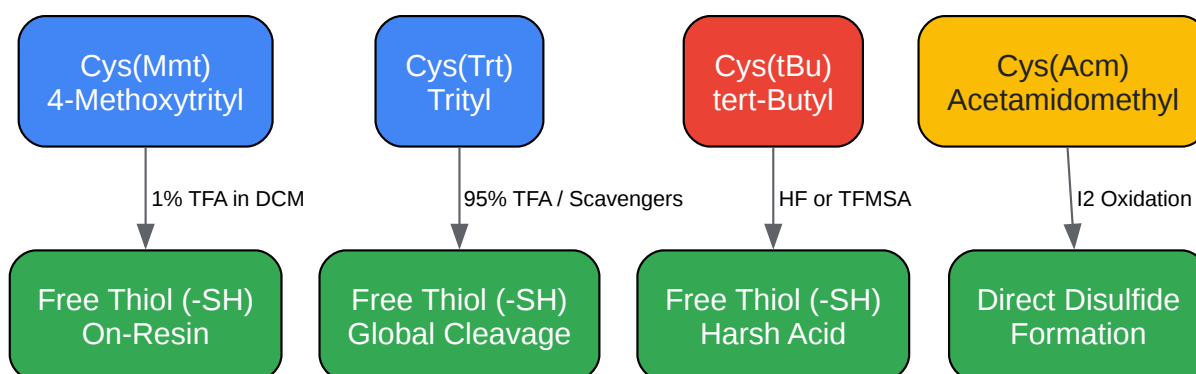 Cys(Mmt)
4-Methoxytrityl
Cys(Trt)
Trityl
Cys(tBu)
tert-Butyl
Cys(Acm)
Acetamidomethyl
1% TFA in DCM
95% TFA / Scavengers
HF or TFMSA
I2 Oxidation
Free Thiol (-SH)
On-Resin
Free Thiol (-SH)
Global Cleavage
Free Thiol (-SH)
Harsh Acid
Direct Disulfide
Formation